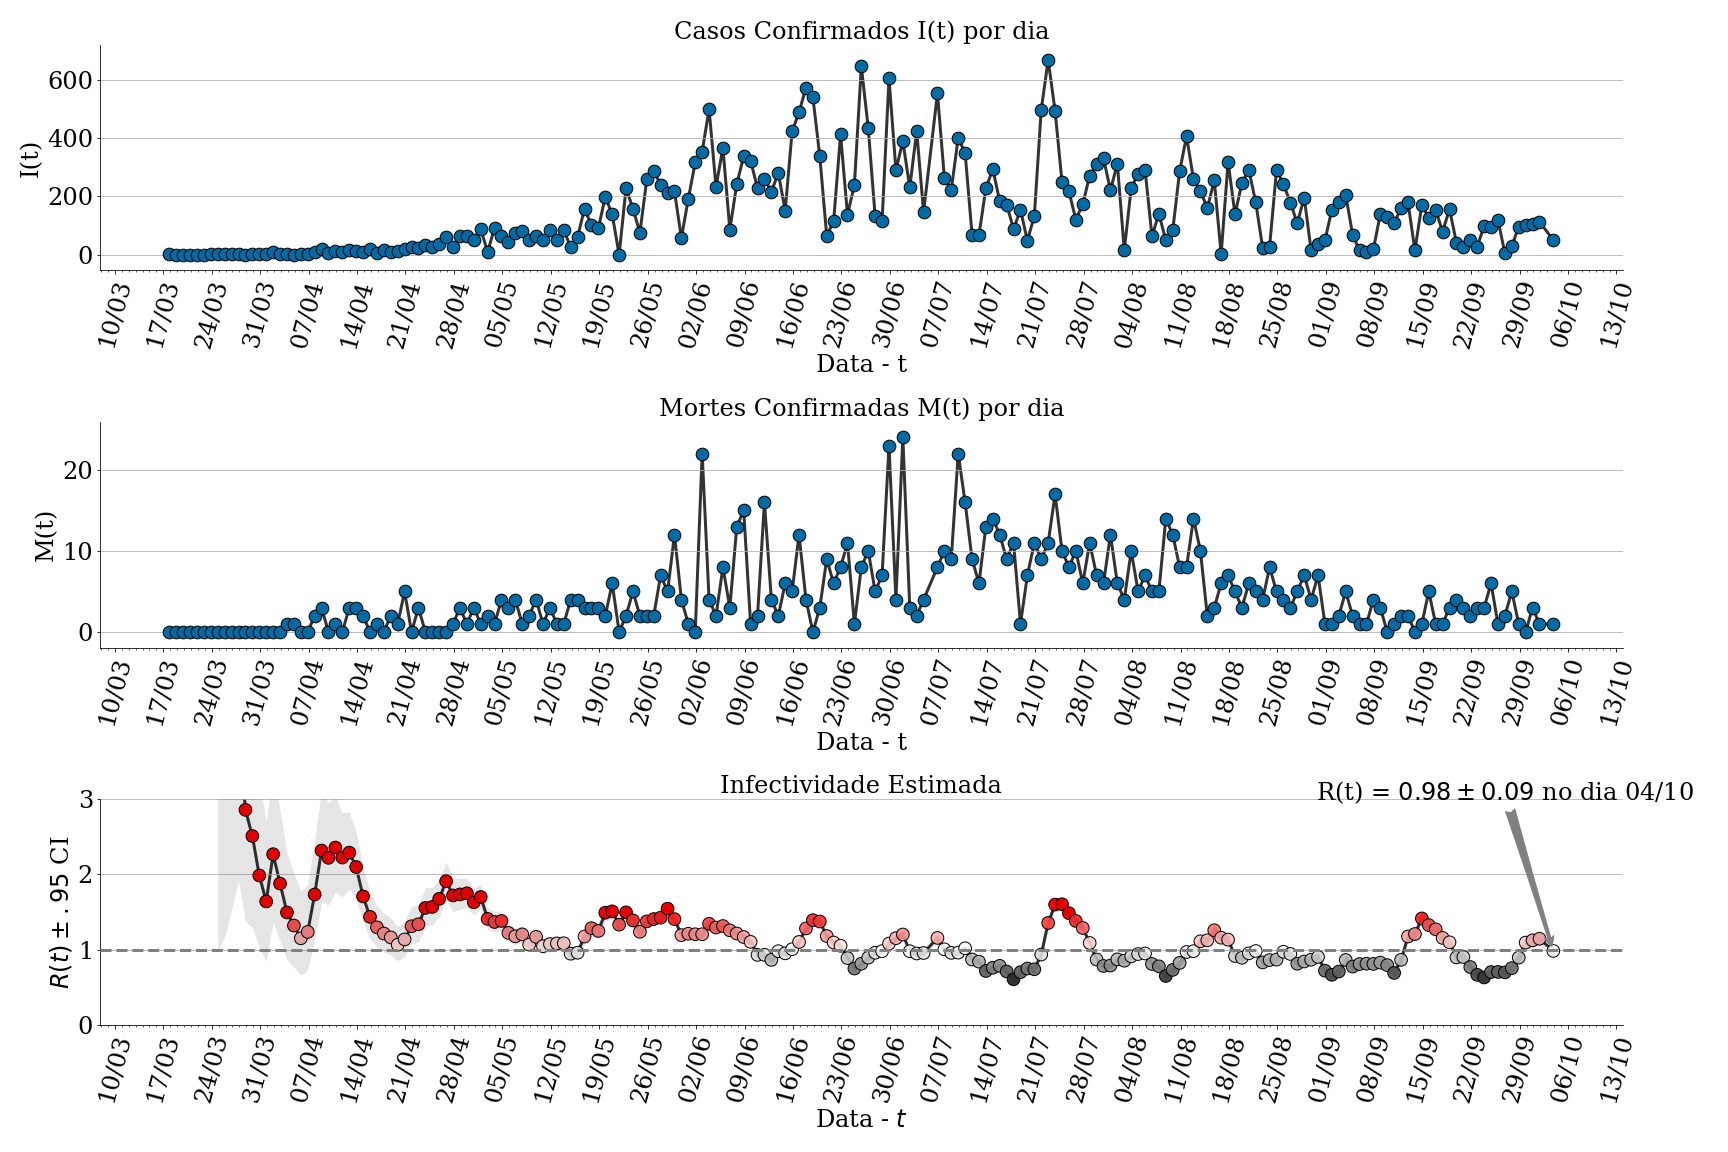 Casos Confirmados I(t) por dia
I(t)
600
400
200
0
10/03 17/03 24/03 31/03 07/04 14/04 21/04 28/04 05/05 12/05 19/05 26/05 02/06 09/06 16/06 23/06 30/06 07/07 14/07 21/07 28/07 04/08 11/08 18/08 25/08 01/09 08/09 15/09 22/09 29/09 06/10 13/10
Data - t
Mortes Confirmadas M(t) por dia
M(t)
20
10
0
10/03 17/03 24/03 31/03 07/04 14/04 21/04 28/04 05/05 12/05 19/05 26/05 02/06 09/06 16/06 23/06 30/06 07/07 14/07 21/07 28/07 04/08 11/08 18/08 25/08 01/09 08/09 15/09 22/09 29/09 06/10 13/10
Data - t
Infectividade Estimada
R(t) = 0.98 ± 0.09 no dia 04/10
R(t) ± .95 CI
3
2
1
0
10/03 17/03 24/03 31/03 07/04 14/04 21/04 28/04 05/05 12/05 19/05 26/05 02/06 09/06 16/06 23/06 30/06 07/07 14/07 21/07 28/07 04/08 11/08 18/08 25/08 01/09 08/09 15/09 22/09 29/09 06/10 13/10
Data - t